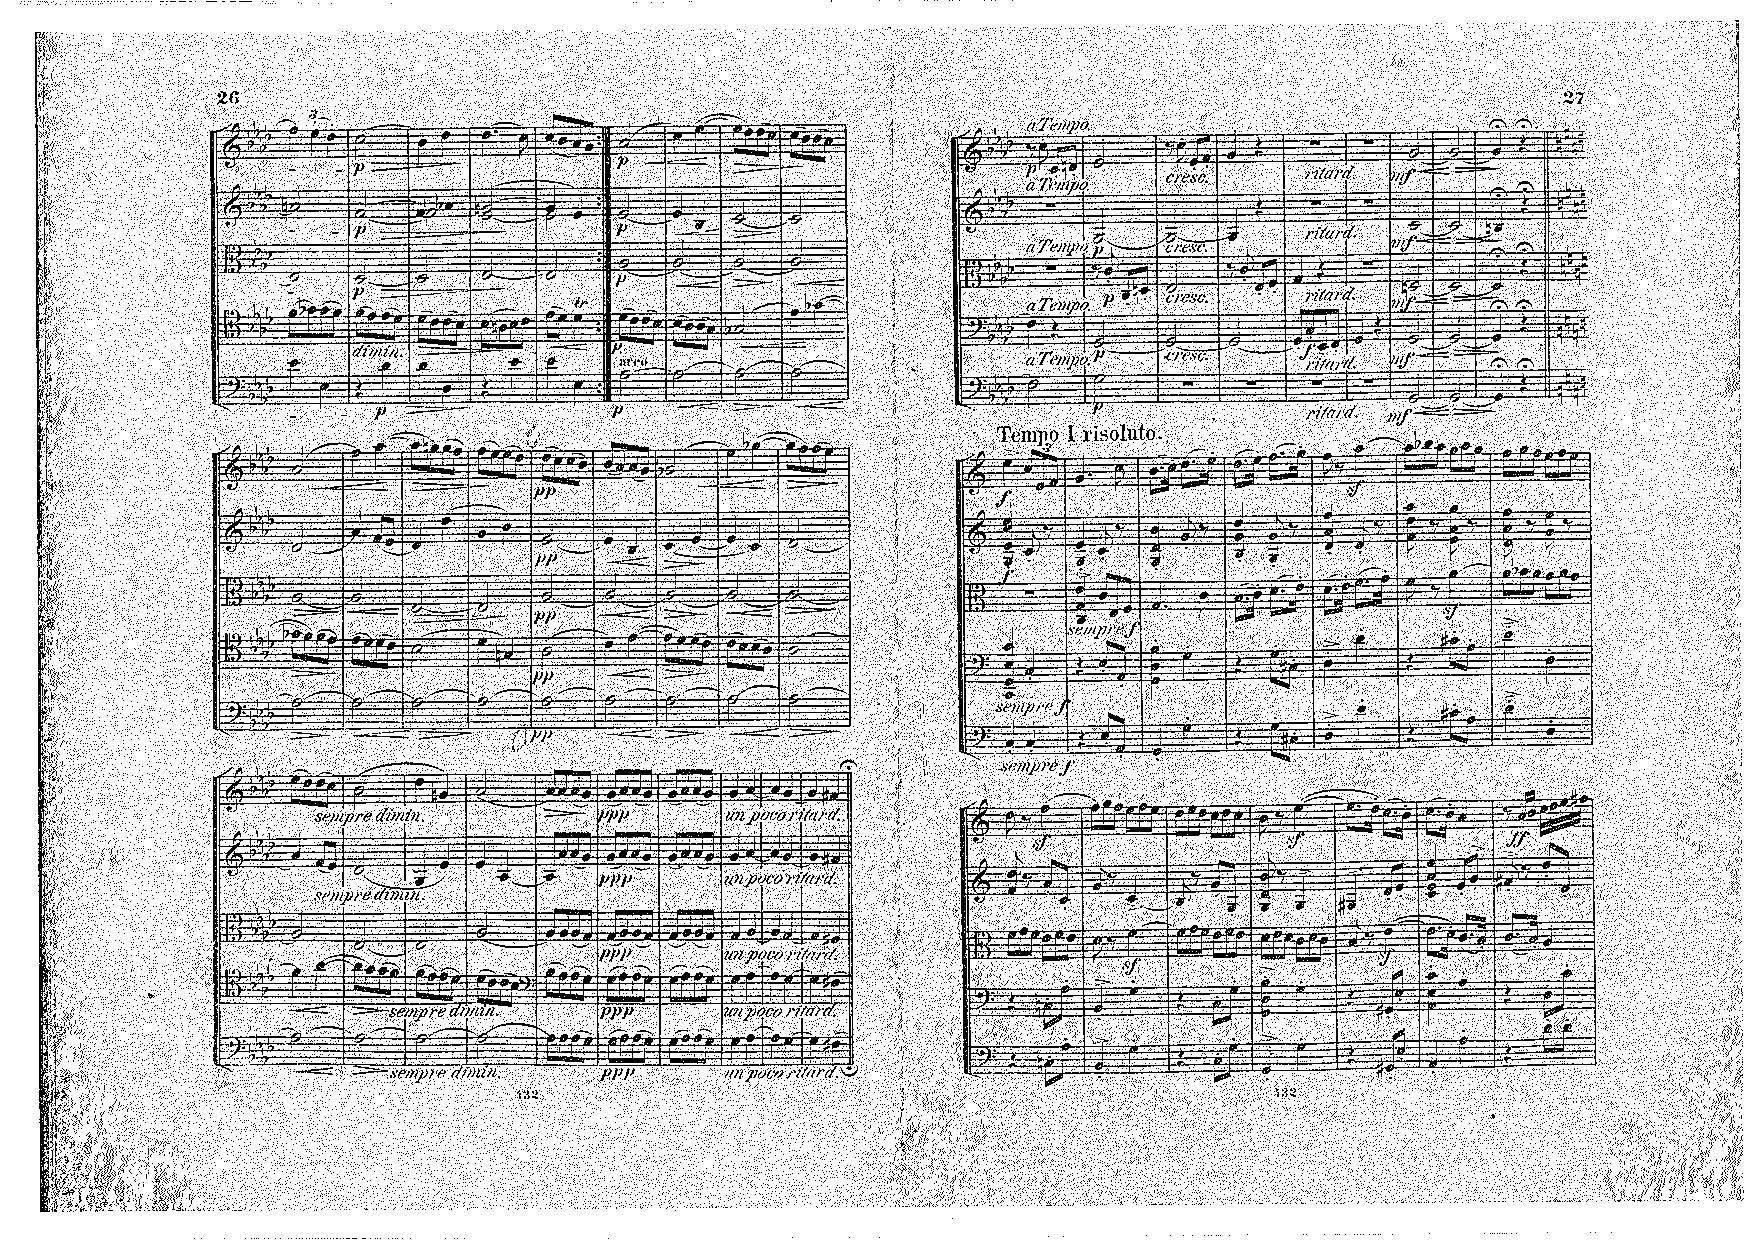 26
3
p
p
p
p
p
p
tr
dimin.
p
arco
p
p
pp
pp
pp
pp
pp
sempre dimin.
ppp
un poco ritard.
sempre dimin.
ppp
un poco ritard.
ppp
un poco ritard.
sempre dimin.
ppp
un poco ritard.
sempre dimin.
ppp
un poco ritard.
132
27
a Tempo
p
cresc.
ritard.
mf
a Tempo
p
cresc.
ritard.
mf
a Tempo
p
cresc.
ritard.
mf
a Tempo
p
cresc.
f
ritard.
mf
a Tempo
p
ritard.
mf
Tempo I risoluto.
f
sf
f
sempre f
sf
sempre f
sempre f
sf
sf
ff
sf
sf
132